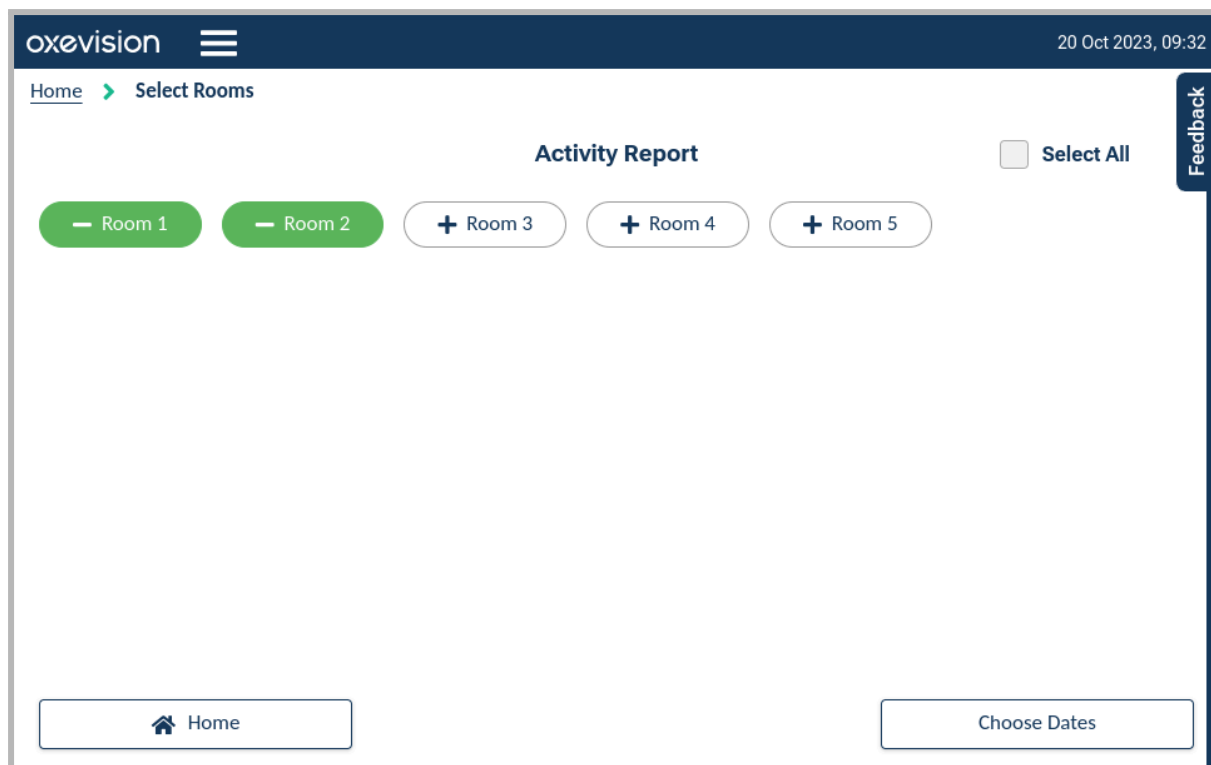 oxevision
20 Oct 2023, 09:32
Home
Select Rooms
Feedback
Activity Report
Select All
Room 1
Room 2
Room 3
Room 4
Room 5
Home
Choose Dates